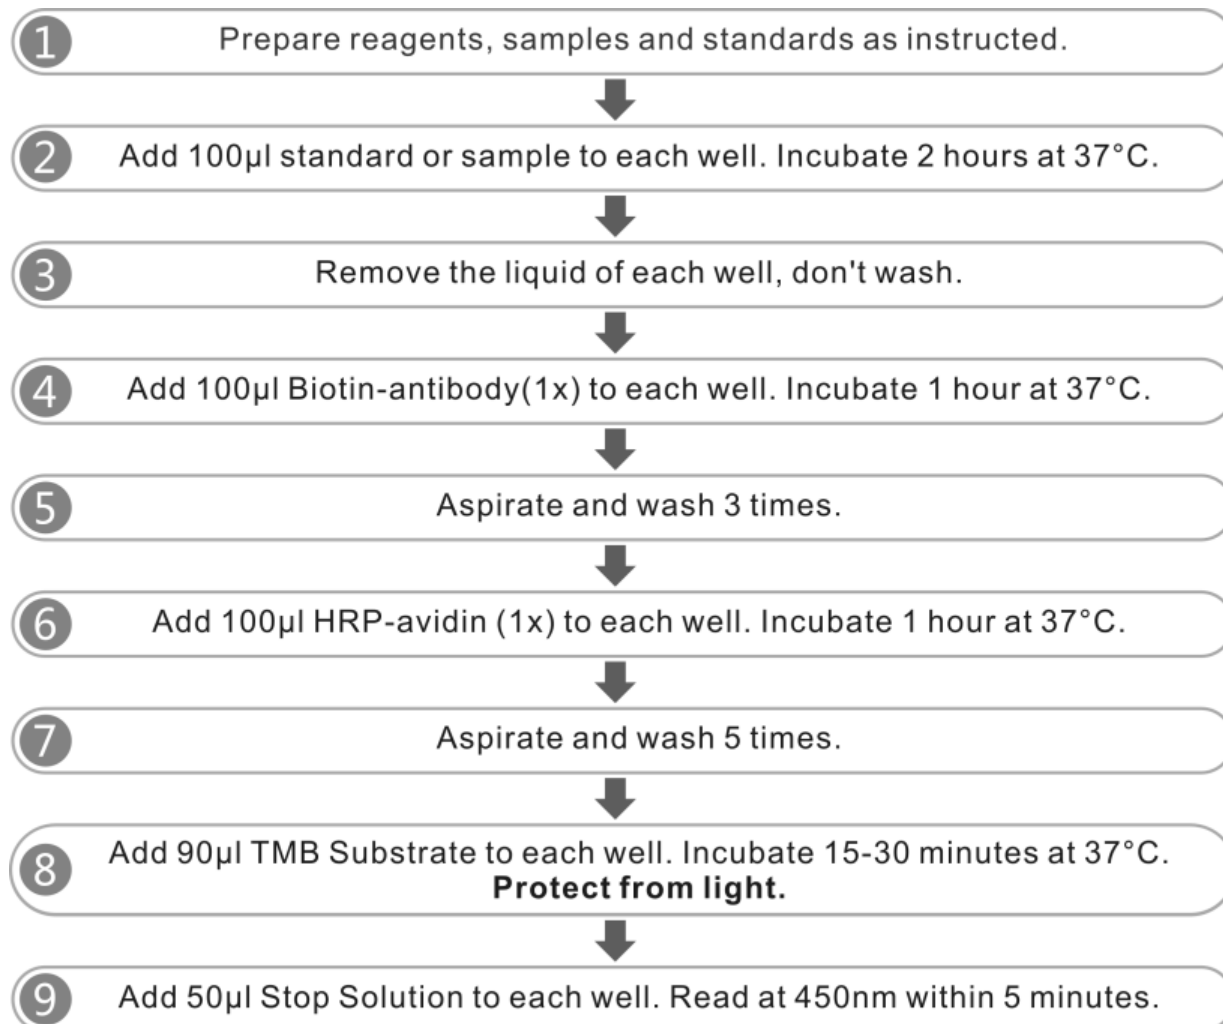 1 Prepare reagents, samples and standards as instructed.
2 Add 100µl standard or sample to each well. Incubate 2 hours at 37°C.
3 Remove the liquid of each well, don't wash.
4 Add 100µl Biotin-antibody(1x) to each well. Incubate 1 hour at 37°C.
5 Aspirate and wash 3 times.
6 Add 100µl HRP-avidin (1x) to each well. Incubate 1 hour at 37°C.
7 Aspirate and wash 5 times.
8 Add 90µl TMB Substrate to each well. Incubate 15-30 minutes at 37°C.
Protect from light.
9 Add 50µl Stop Solution to each well. Read at 450nm within 5 minutes.